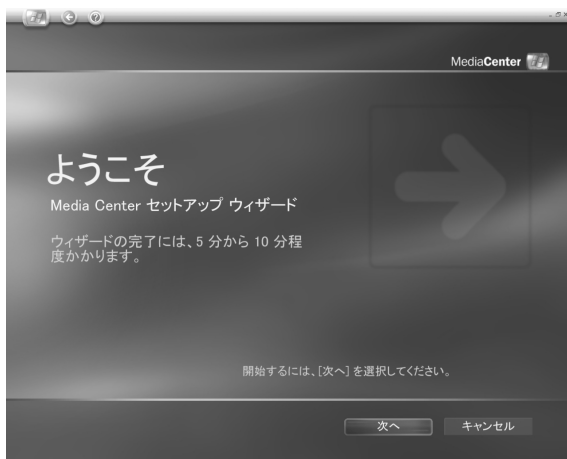 MediaCenter
ようこそ
Media Center セットアップ ウィザード
ウィザードの完了には、5 分から 10 分程
度かかります。
開始するには、[次へ] を選択してください。
次へ
キャンセル